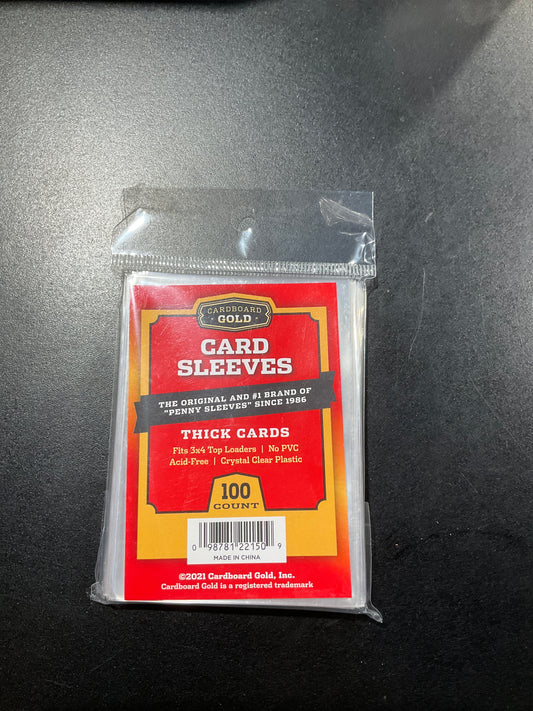 CARDBOARD
GOLD
CARD
SLEEVES
THE ORIGINAL AND #1 BRAND OF
"PENNY SLEEVES" SINCE 1986
THICK CARDS
Fits 3x4 Top Loaders | No PVC
Acid-Free | Crystal Clear Plastic
100
COUNT
0 98781 22150 9
MADE IN CHINA
©2021 Cardboard Gold, Inc.
Cardboard Gold is a registered trademark